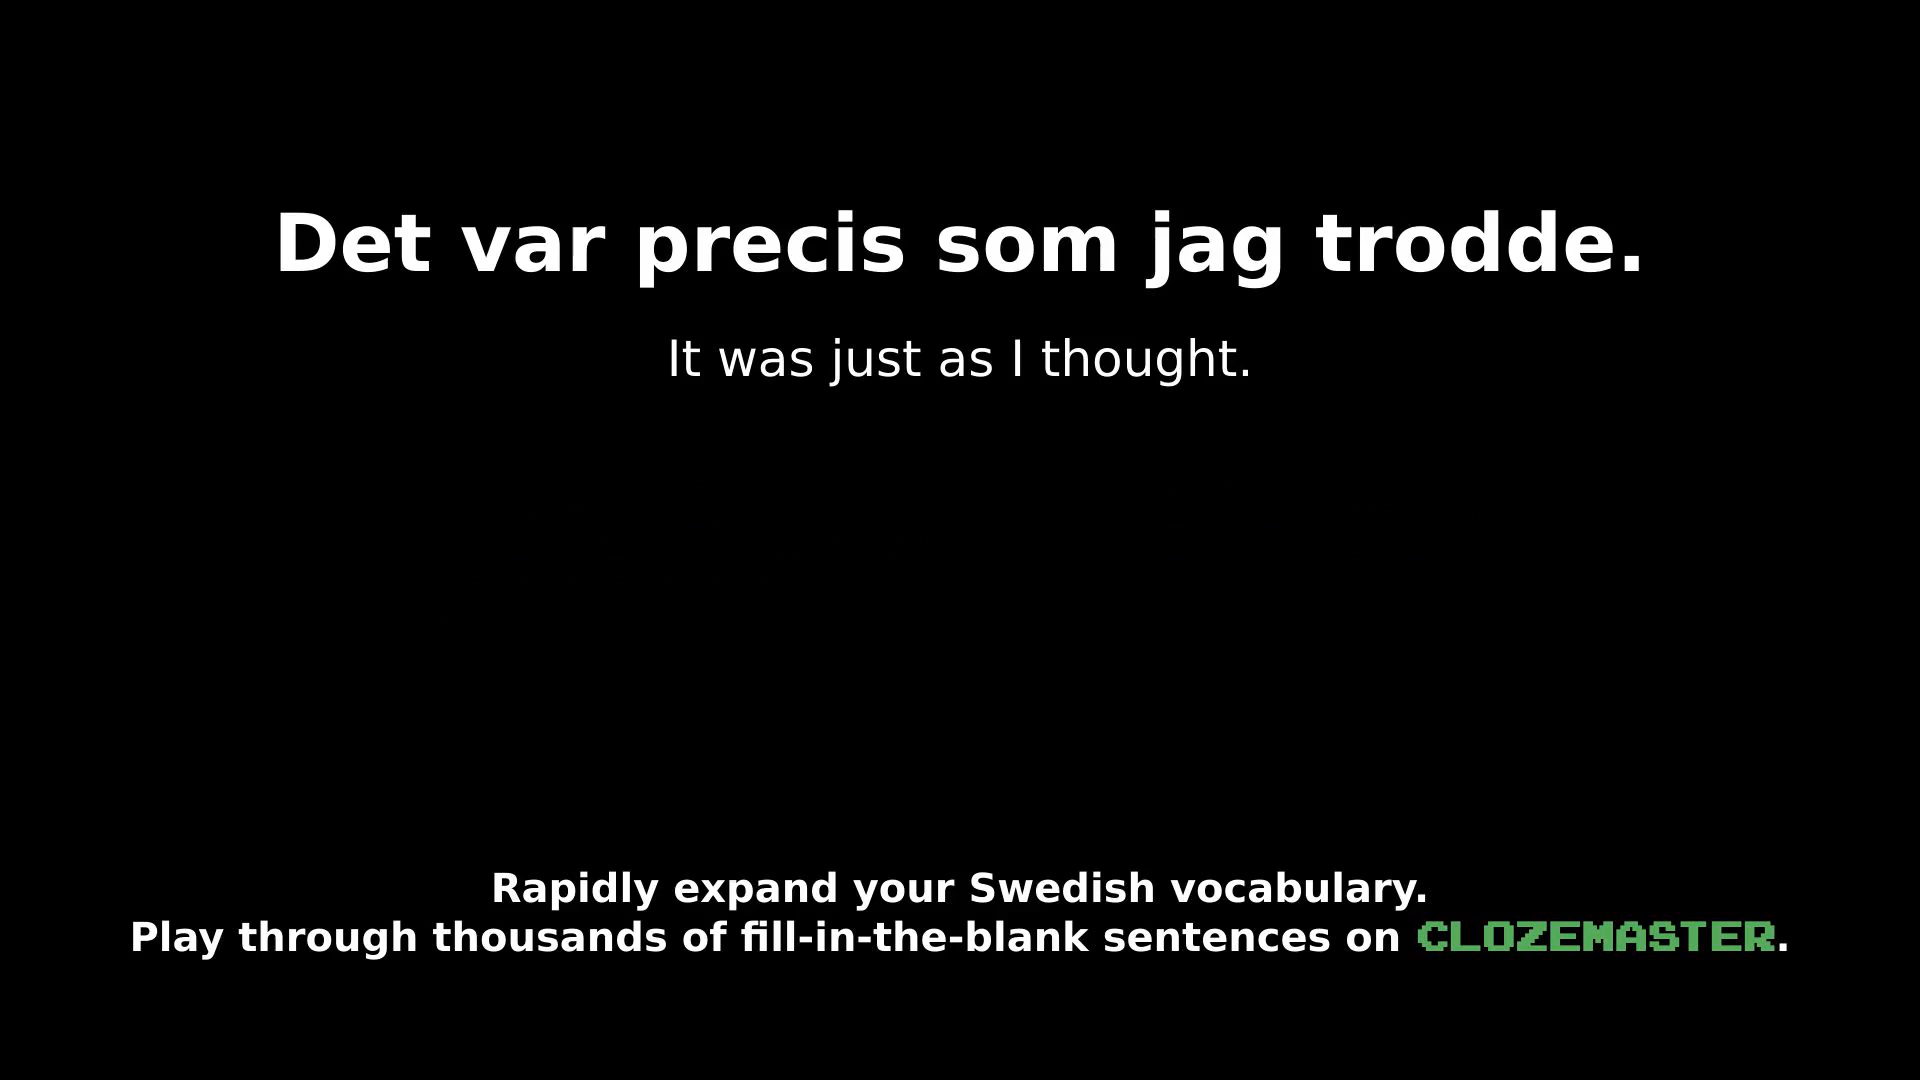 Det var precis som jag trodde.
It was just as I thought.
Rapidly expand your Swedish vocabulary.
Play through thousands of fill-in-the-blank sentences on CLOZEMASTER.